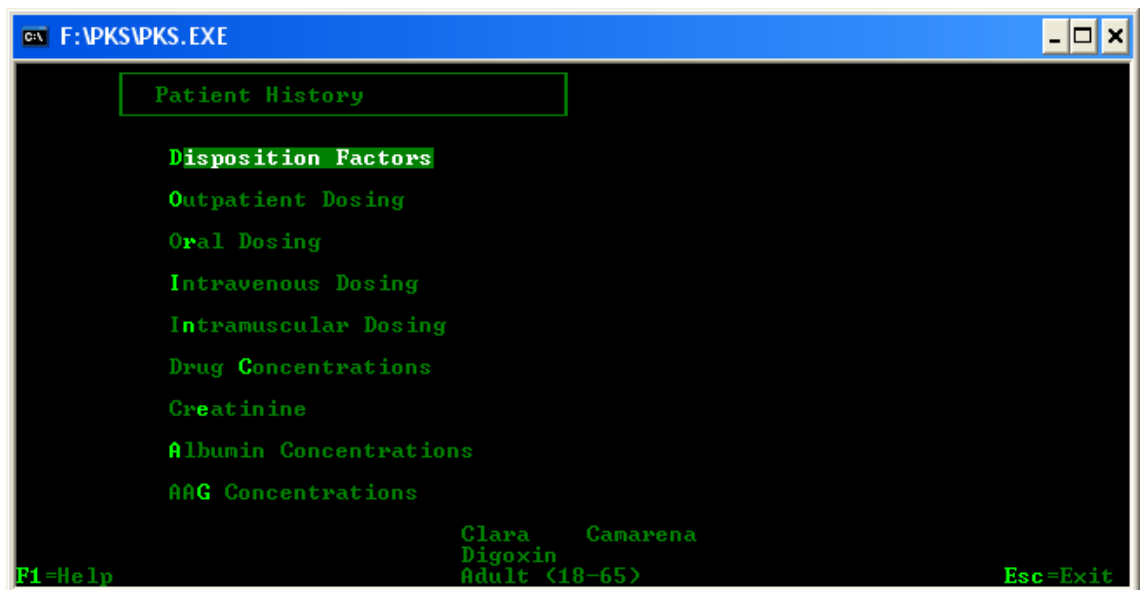 F:\PKS\PKS.EXE
Patient History
Disposition Factors
Outpatient Dosing
Oral Dosing
Intravenous Dosing
Intramuscular Dosing
Drug Concentrations
Creatinine
Albumin Concentrations
AAG Concentrations
Clara Camarena
Digoxin
F1=Help Adult (18-65) Esc=Exit